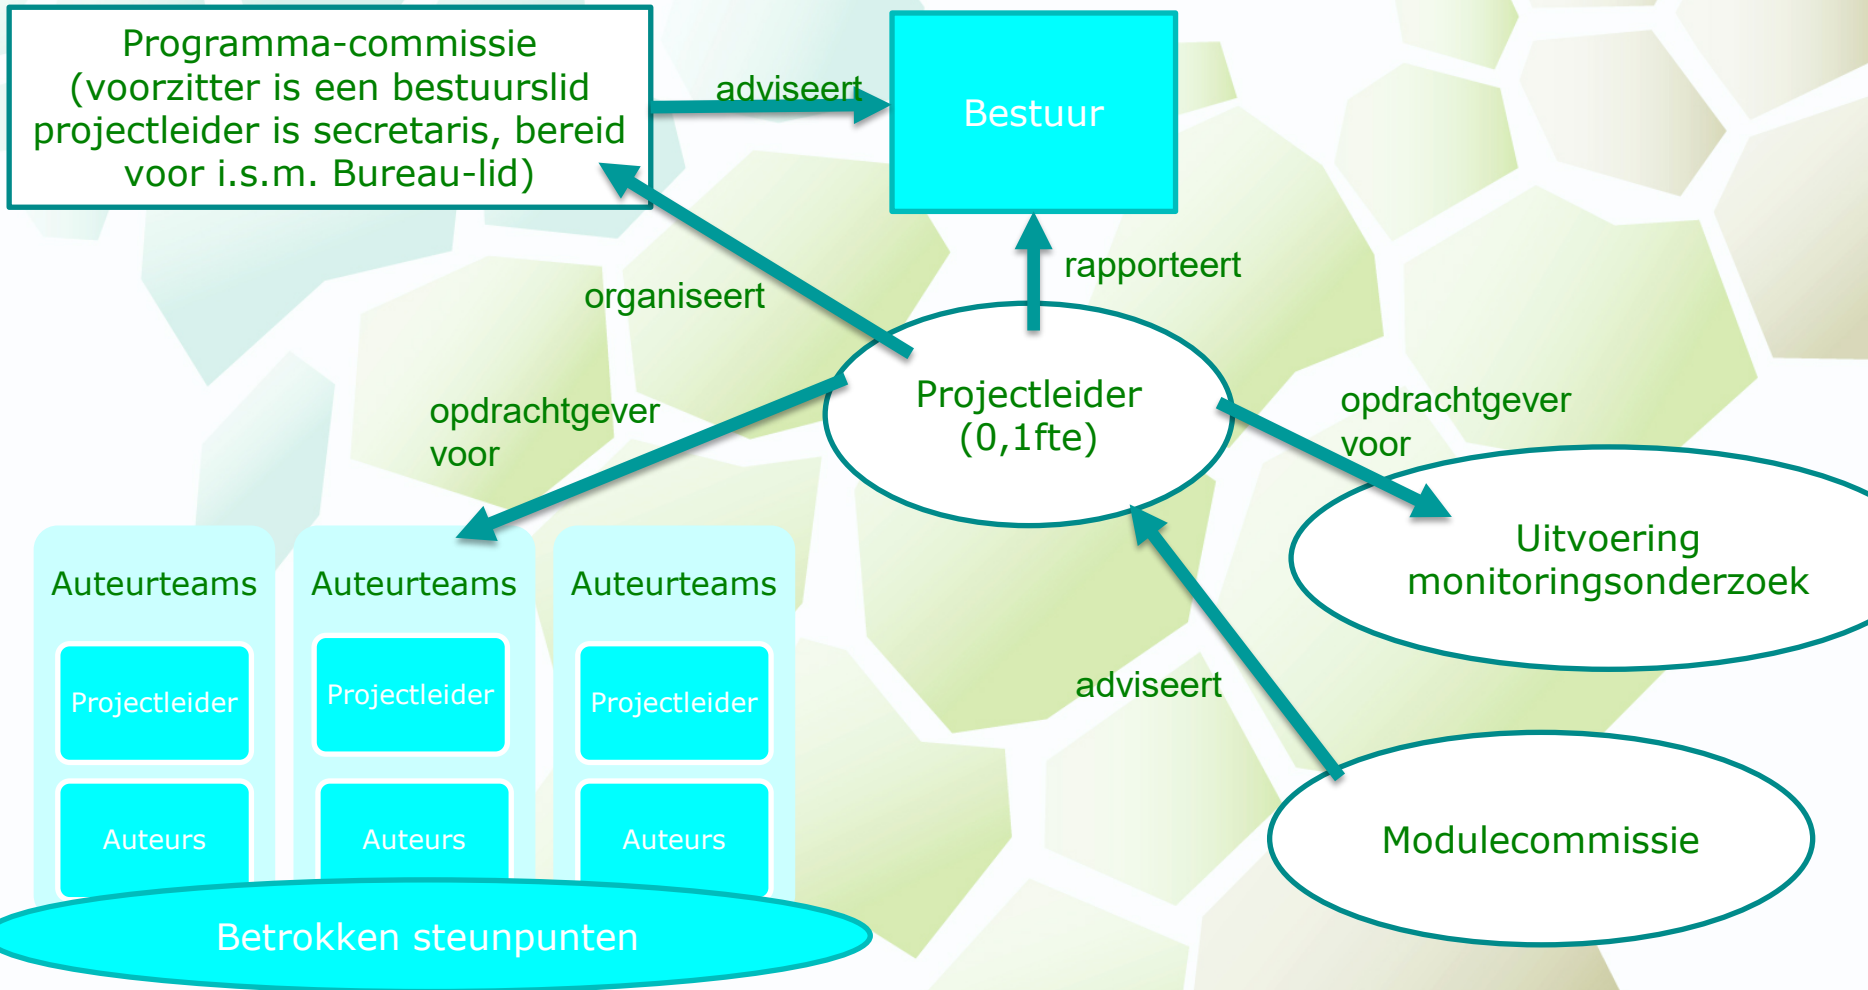 Programma-commissie
(voorzitter is een bestuurslid
projectleider is secretaris, bereid
voor i.s.m. Bureau-lid)
adviseert
Bestuur
rapporteert
organiseert
Projectleider
(0,1fte)
opdrachtgever
voor
opdrachtgever
voor
Uitvoering
monitoringsonderzoek
Auteurteams
Auteurteams
Auteurteams
Projectleider
Projectleider
Projectleider
adviseert
Auteurs
Auteurs
Auteurs
Modulecommissie
Betrokken steunpunten